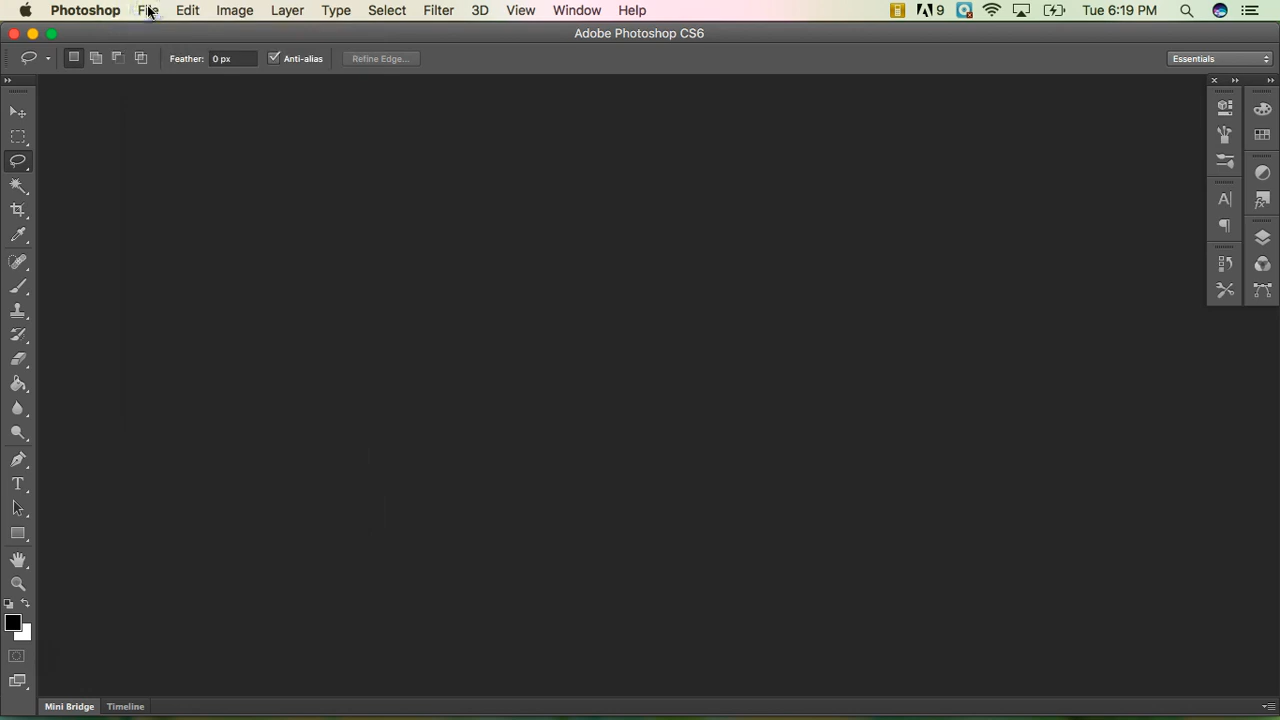 Photoshop File Edit Image Layer Type Select Filter 3D View Window Help 9 Tue 6:19 PM
Adobe Photoshop CS6
Feather: 0 px Anti-alias Refine Edge... Essentials
A
T
Mini Bridge Timeline